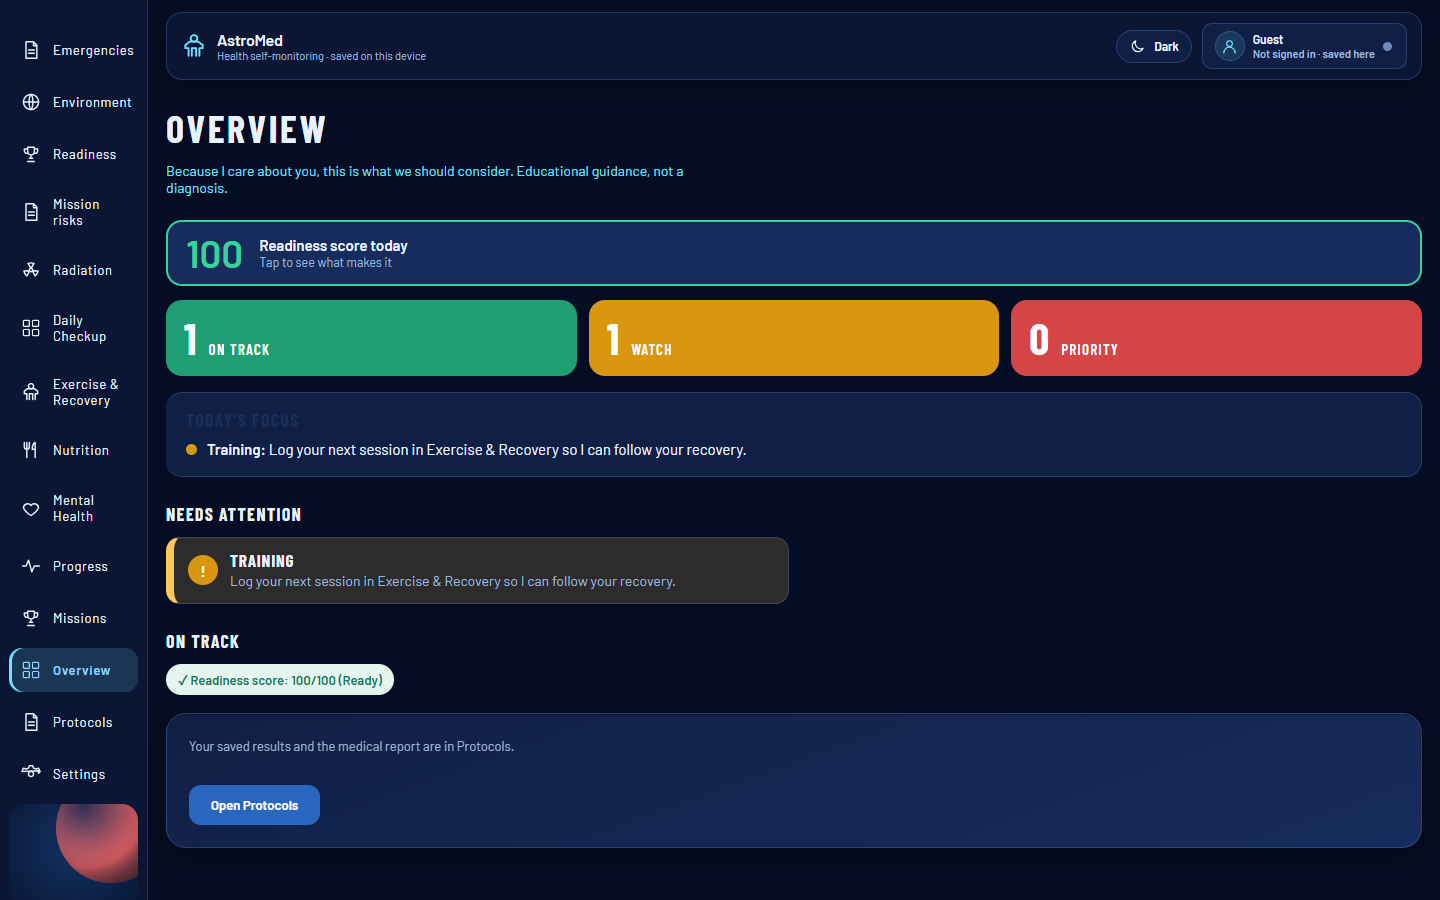 Emergencies
Environment
Readiness
Mission
risks
Radiation
Daily
Checkup
Exercise &
Recovery
Nutrition
Mental
Health
Progress
Missions
Overview
Protocols
Settings
AstroMed
Health self-monitoring · saved on this device
Dark
Guest
Not signed in · saved here
OVERVIEW
Because I care about you, this is what we should consider. Educational guidance, not a
diagnosis.
100
Readiness score today
Tap to see what makes it
1 ON TRACK
1 WATCH
0 PRIORITY
TODAY'S FOCUS
Training: Log your next session in Exercise & Recovery so I can follow your recovery.
NEEDS ATTENTION
!
TRAINING
Log your next session in Exercise & Recovery so I can follow your recovery.
ON TRACK
✓ Readiness score: 100/100 (Ready)
Your saved results and the medical report are in Protocols.
Open Protocols